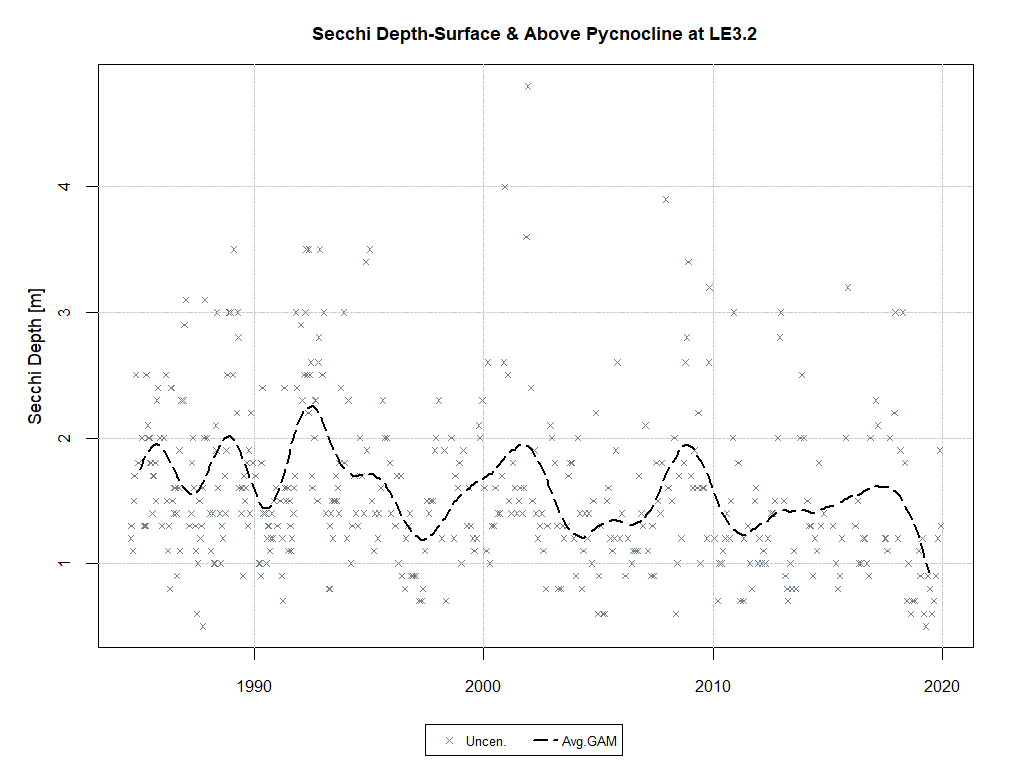 Secchi Depth-Surface & Above Pycnocline at LE3.2
Secchi Depth [m]
4
3
2
1
1990 2000 2010 2020
Uncen. Avg.GAM